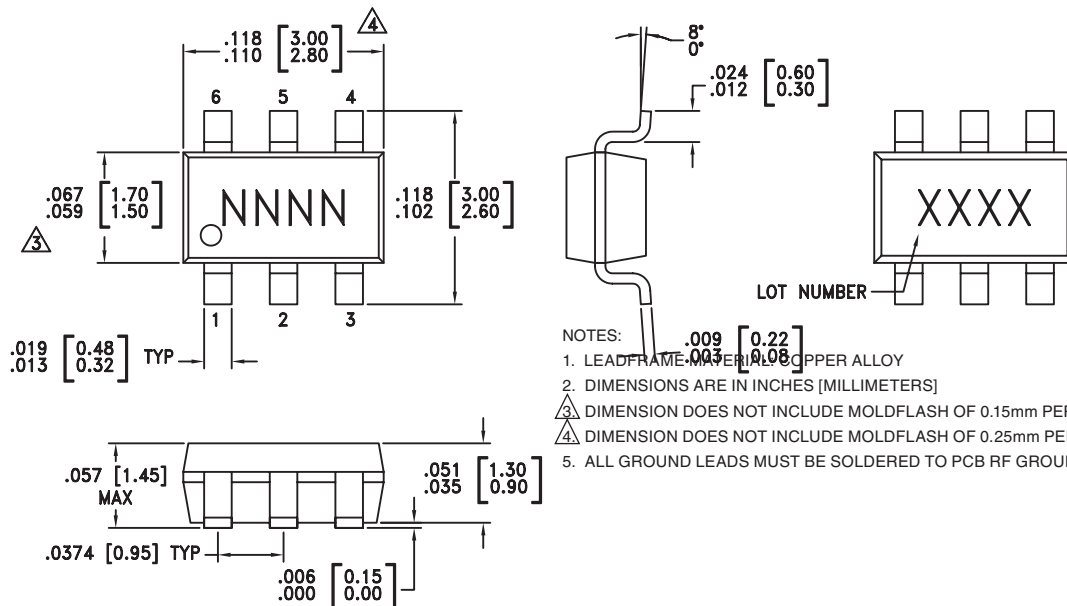 .118 [3.00]
.110 [2.80]
4
6 5 4
.067 [1.70]
.059 [1.50]
3
NNNN
.118 [3.00]
.102 [2.60]
1 2 3
.019 [0.48] TYP
.013 [0.32]
8°
0°
.024 [0.60]
.012 [0.30]
.009 [0.22]
.003 [0.08]
XXXX
LOT NUMBER
NOTES:
1. LEADFRAME MATERIAL: COPPER ALLOY
2. DIMENSIONS ARE IN INCHES [MILLIMETERS]
3. DIMENSION DOES NOT INCLUDE MOLDFLASH OF 0.15mm PER
4. DIMENSION DOES NOT INCLUDE MOLDFLASH OF 0.25mm PER
5. ALL GROUND LEADS MUST BE SOLDERED TO PCB RF
.057 [1.45]
MAX
.051 [1.30]
.035 [0.90]
.0374 [0.95] TYP
.006 [0.15]
.000 [0.00]